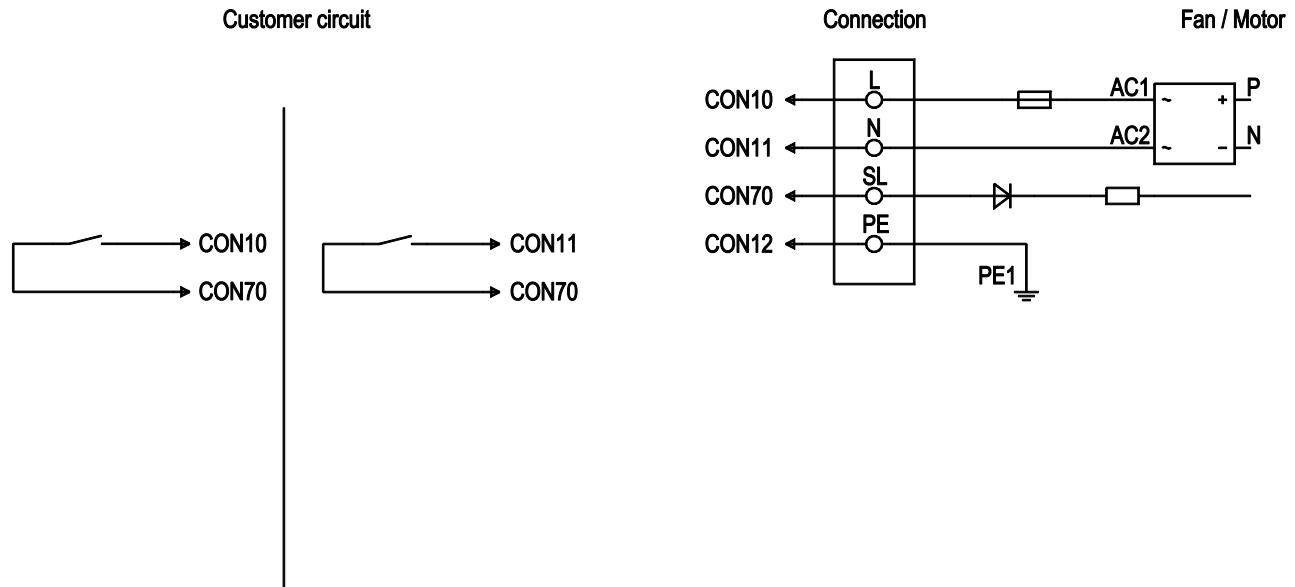 Customer circuit
Connection
Fan / Motor
CON10
CON70
CON11
CON70
L
CON10
AC1
~
+
P
N
CON11
AC2
~
-
N
SL
CON70
PE
CON12
PE1